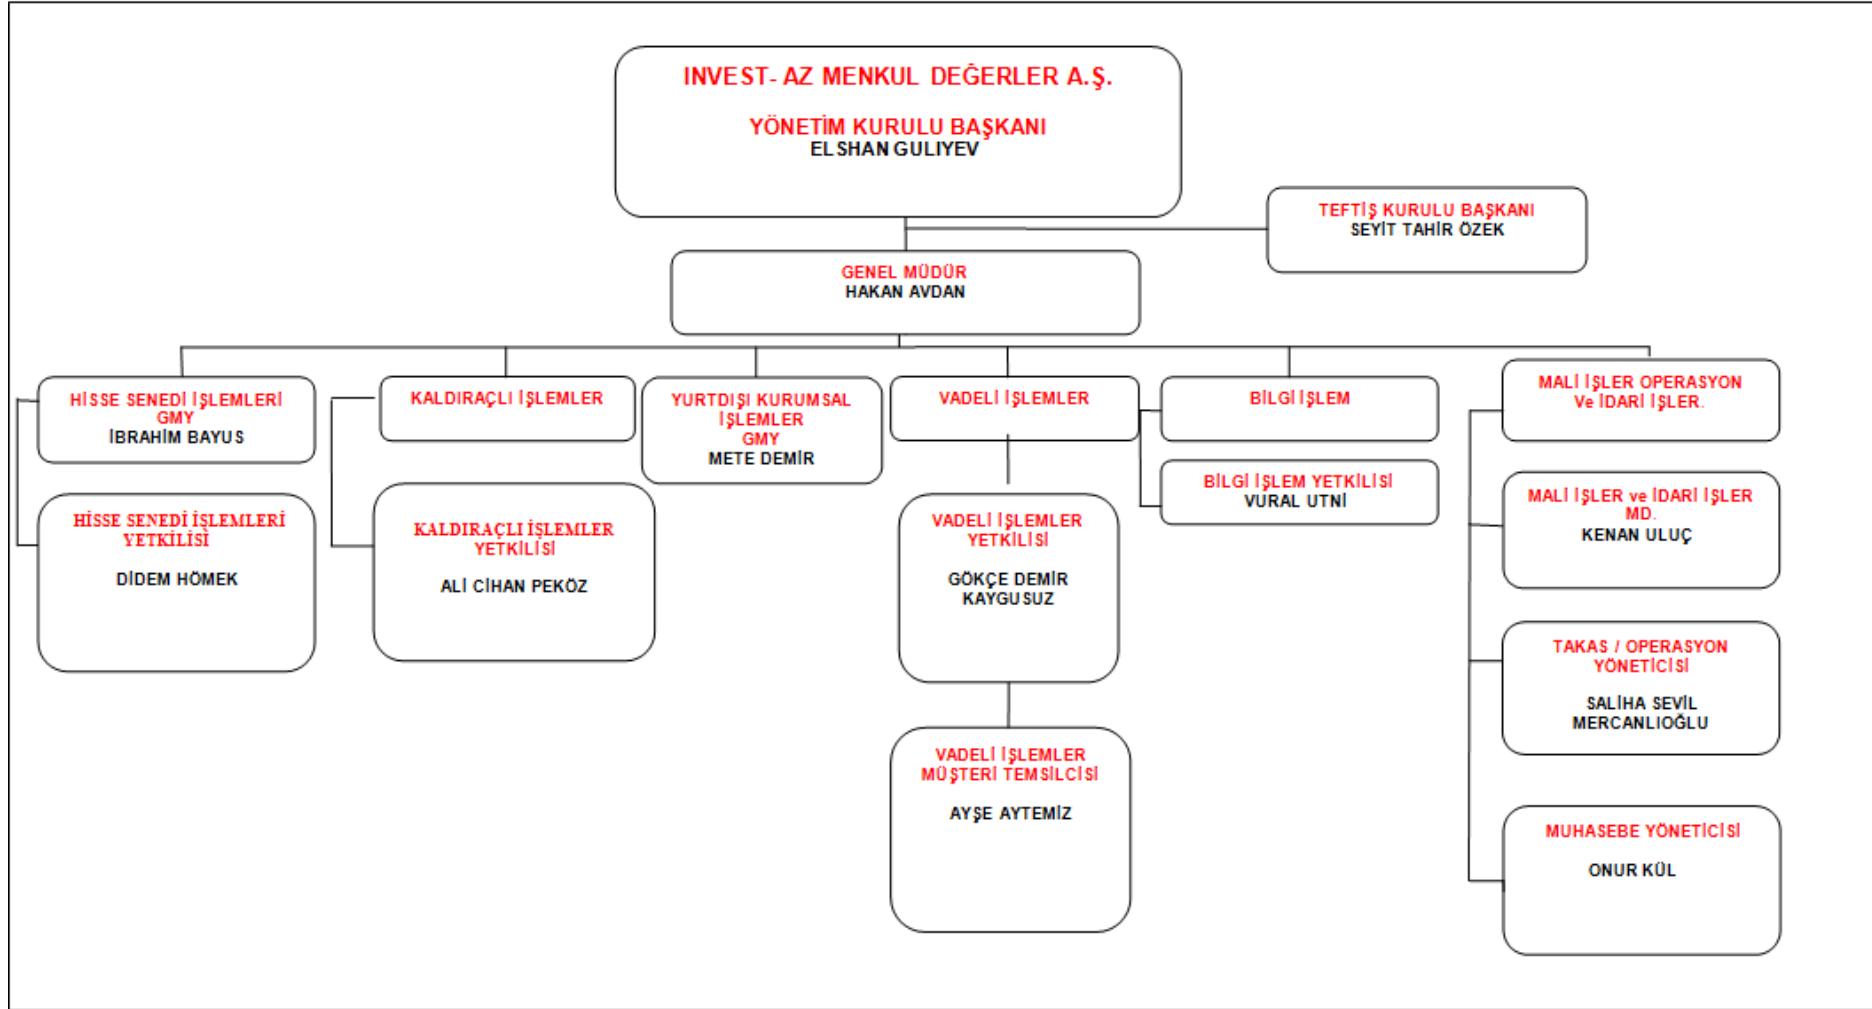 INVEST- AZ MENKUL DEĞERLER A.Ş.
YÖNETİM KURULU BAŞKANI
ELSHAN GULIYEV
TEFTİŞ KURULU BAŞKANI
SEYİT TAHİR ÖZEK
GENEL MÜDÜR
HAKAN AVDAN
HİSSE SENEDİ İŞLEMLERİ
GMY
İBRAHİM BAYUS
KALDIRAÇLI İŞLEMLER
YURTDIŞI KURUMSAL
İŞLEMLER
GMY
METE DEMİR
VADELİ İŞLEMLER
BİLGİ İŞLEM
MALİ İŞLER OPERASYON
Ve İDARİ İŞLER.
HİSSE SENEDİ İŞLEMLERİ
YETKİLİSİ
DİDEM HÖMEK
KALDIRAÇLI İŞLEMLER
YETKİLİSİ
ALİ CİHAN PEKÖZ
VADELİ İŞLEMLER
YETKİLİSİ
GÖKÇE DEMİR
KAYGUSUZ
BİLGİ İŞLEM YETKİLİSİ
VURAL UTNİ
MALİ İŞLER ve İDARİ İŞLER
MD.
KENAN ULUÇ
TAKAS / OPERASYON
YÖNETİCİSİ
SALİHA SEVİL
MERCANLIOĞLU
VADELİ İŞLEMLER
MÜŞTERİ TEMSİLCİSİ
AYŞE AYTEMİZ
MUHASEBE YÖNETİCİSİ
ONUR KÜL